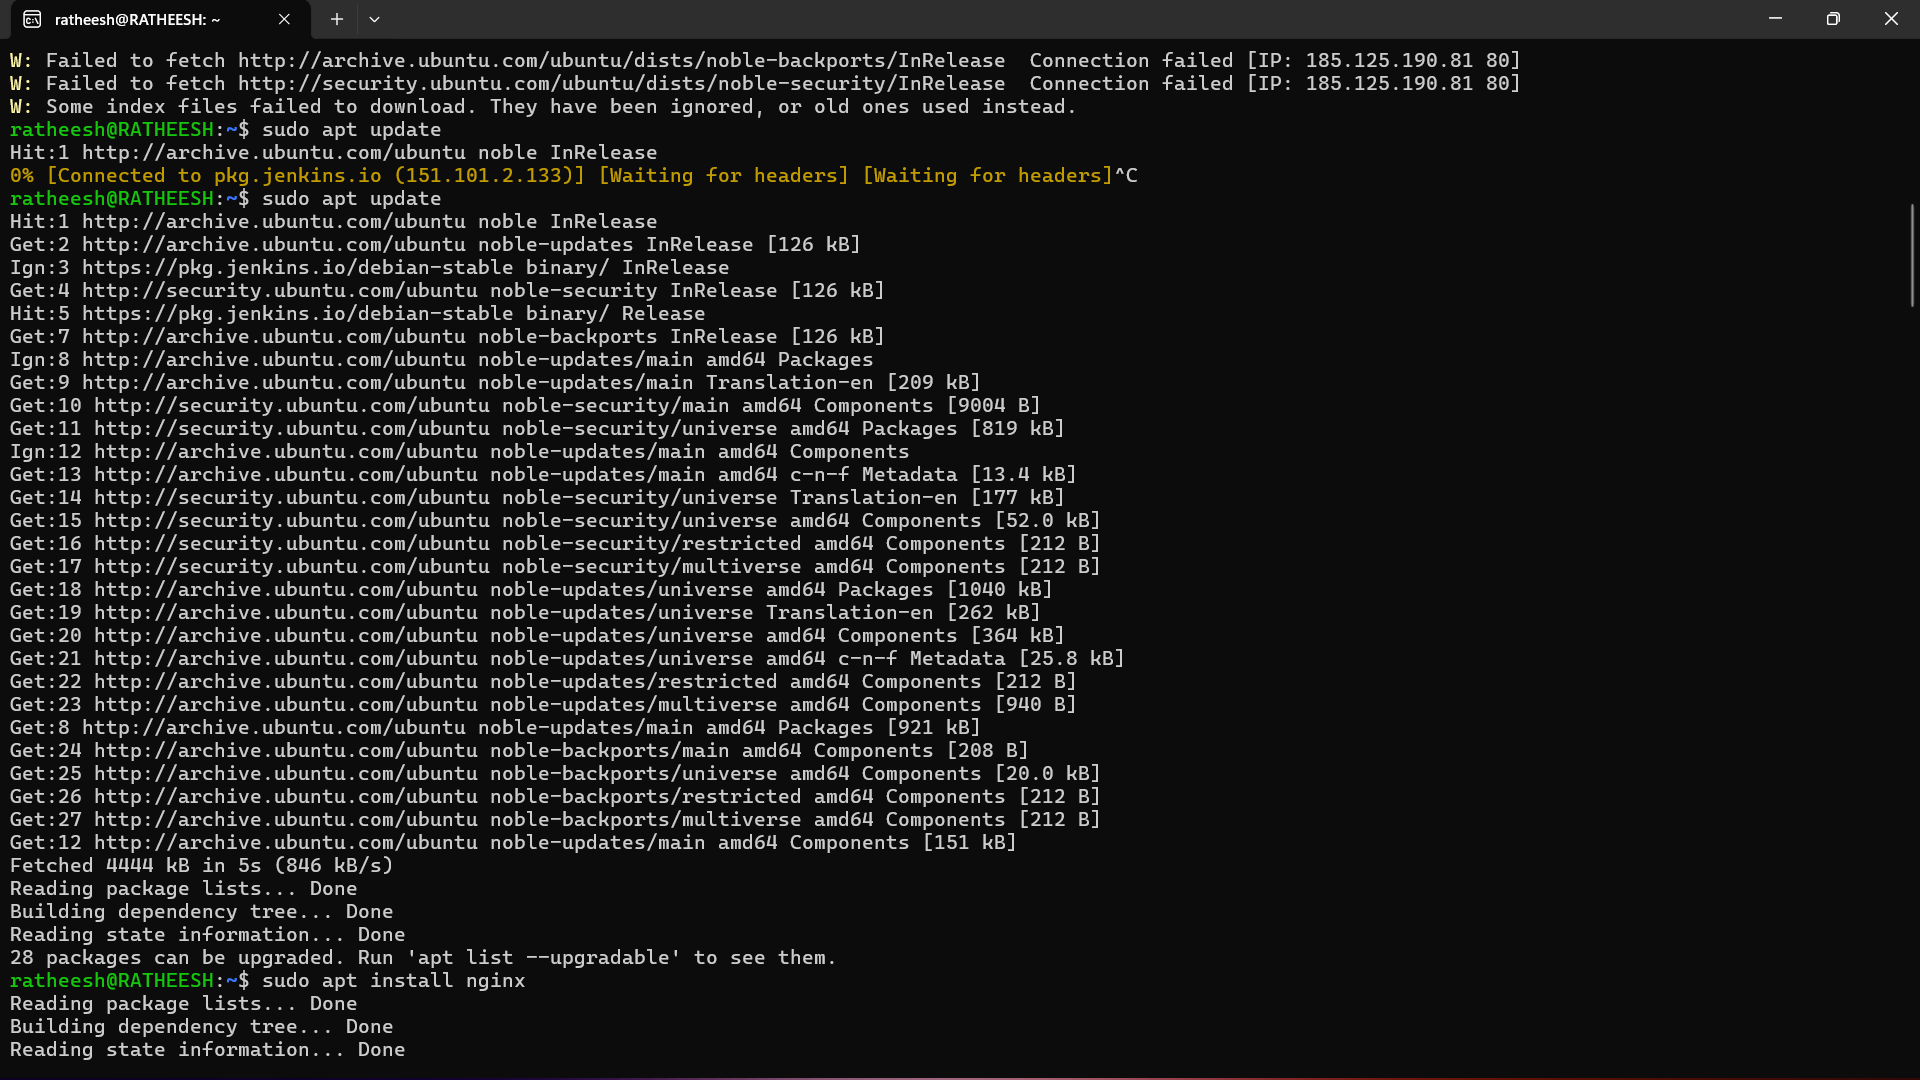 ratheesh@RATHEESH: ~
W: Failed to fetch http://archive.ubuntu.com/ubuntu/dists/noble-backports/InRelease  Connection failed [IP: 185.125.190.81 80]
W: Failed to fetch http://security.ubuntu.com/ubuntu/dists/noble-security/InRelease  Connection failed [IP: 185.125.190.81 80]
W: Some index files failed to download. They have been ignored, or old ones used instead.
ratheesh@RATHEESH:~$ sudo apt update
Hit:1 http://archive.ubuntu.com/ubuntu noble InRelease
0% [Connected to pkg.jenkins.io (151.101.2.133)] [Waiting for headers] [Waiting for headers]^C
ratheesh@RATHEESH:~$ sudo apt update
Hit:1 http://archive.ubuntu.com/ubuntu noble InRelease
Get:2 http://archive.ubuntu.com/ubuntu noble-updates InRelease [126 kB]
Ign:3 https://pkg.jenkins.io/debian-stable binary/ InRelease
Get:4 http://security.ubuntu.com/ubuntu noble-security InRelease [126 kB]
Hit:5 https://pkg.jenkins.io/debian-stable binary/ Release
Get:7 http://archive.ubuntu.com/ubuntu noble-backports InRelease [126 kB]
Ign:8 http://archive.ubuntu.com/ubuntu noble-updates/main amd64 Packages
Get:9 http://archive.ubuntu.com/ubuntu noble-updates/main Translation-en [209 kB]
Get:10 http://security.ubuntu.com/ubuntu noble-security/main amd64 Components [9004 B]
Get:11 http://security.ubuntu.com/ubuntu noble-security/universe amd64 Packages [819 kB]
Ign:12 http://archive.ubuntu.com/ubuntu noble-updates/main amd64 Components
Get:13 http://archive.ubuntu.com/ubuntu noble-updates/main amd64 c-n-f Metadata [13.4 kB]
Get:14 http://security.ubuntu.com/ubuntu noble-security/universe Translation-en [177 kB]
Get:15 http://security.ubuntu.com/ubuntu noble-security/universe amd64 Components [52.0 kB]
Get:16 http://security.ubuntu.com/ubuntu noble-security/restricted amd64 Components [212 B]
Get:17 http://security.ubuntu.com/ubuntu noble-security/multiverse amd64 Components [212 B]
Get:18 http://archive.ubuntu.com/ubuntu noble-updates/universe amd64 Packages [1040 kB]
Get:19 http://archive.ubuntu.com/ubuntu noble-updates/universe Translation-en [262 kB]
Get:20 http://archive.ubuntu.com/ubuntu noble-updates/universe amd64 Components [364 kB]
Get:21 http://archive.ubuntu.com/ubuntu noble-updates/universe amd64 c-n-f Metadata [25.8 kB]
Get:22 http://archive.ubuntu.com/ubuntu noble-updates/restricted amd64 Components [212 B]
Get:23 http://archive.ubuntu.com/ubuntu noble-updates/multiverse amd64 Components [940 B]
Get:8 http://archive.ubuntu.com/ubuntu noble-updates/main amd64 Packages [921 kB]
Get:24 http://archive.ubuntu.com/ubuntu noble-backports/main amd64 Components [208 B]
Get:25 http://archive.ubuntu.com/ubuntu noble-backports/universe amd64 Components [20.0 kB]
Get:26 http://archive.ubuntu.com/ubuntu noble-backports/restricted amd64 Components [212 B]
Get:27 http://archive.ubuntu.com/ubuntu noble-backports/multiverse amd64 Components [212 B]
Get:12 http://archive.ubuntu.com/ubuntu noble-updates/main amd64 Components [151 kB]
Fetched 4444 kB in 5s (846 kB/s)
Reading package lists... Done
Building dependency tree... Done
Reading state information... Done
28 packages can be upgraded. Run 'apt list --upgradable' to see them.
ratheesh@RATHEESH:~$ sudo apt install nginx
Reading package lists... Done
Building dependency tree... Done
Reading state information... Done